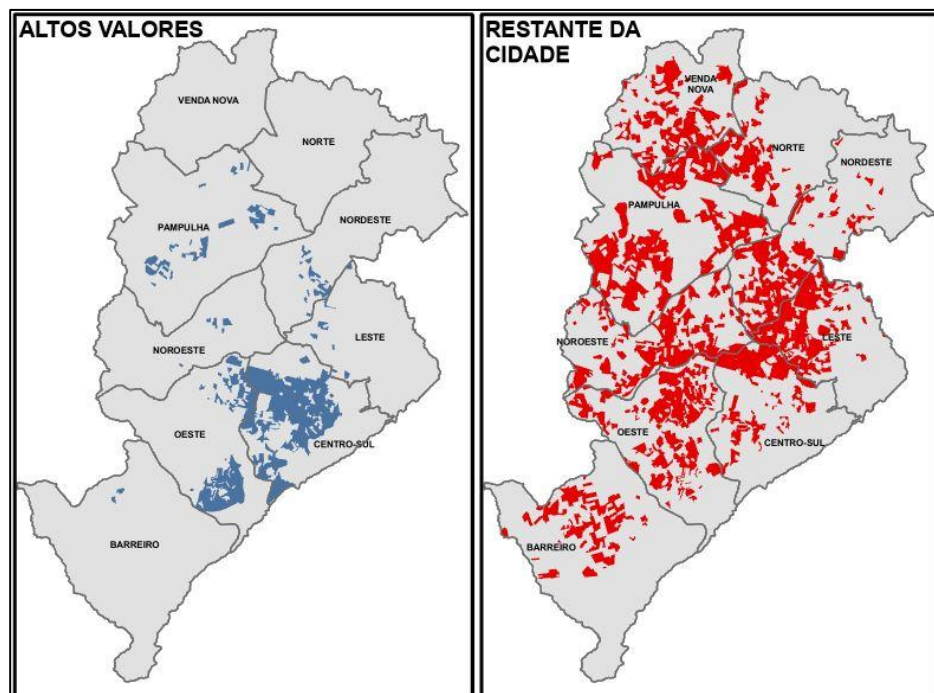 ALTOS VALORES
VENDA NOVA
NORTE
NORDESTE
PAMPULHA
LESTE
NOROESTE
OESTE
CENTRO-SUL
BARREIRO
RESTANTE DA
CIDADE
VENDA
NOVA
NORTE
NORDESTE
PAMPULHA
NOROESTE
LESTE
OESTE
CENTRO-SUL
BARREIRO